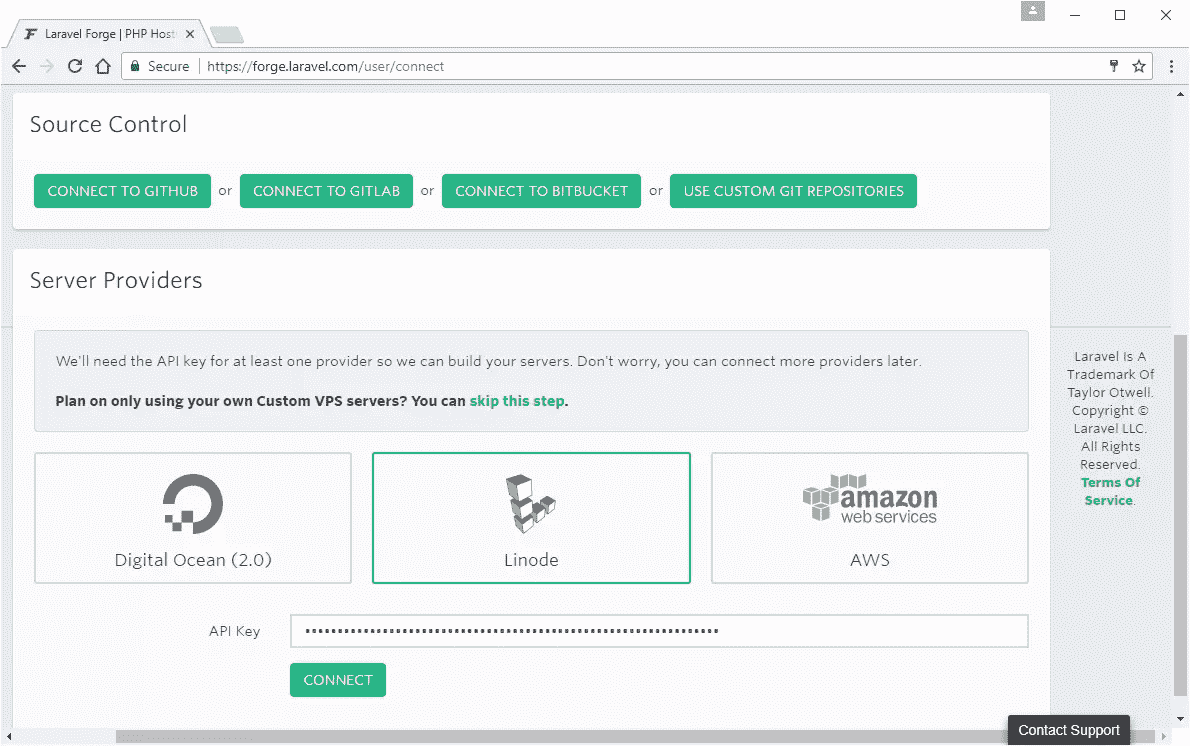 Laravel Forge | PHP Host
Secure
https://forge.laravel.com/user/connect
Source Control
CONNECT TO GITHUB or CONNECT TO GITLAB or CONNECT TO BITBUCKET or USE CUSTOM GIT REPOSITORIES
Server Providers
We'll need the API key for at least one provider so we can build your servers. Don't worry, you can connect more providers later.
Plan on only using your own Custom VPS servers? You can skip this step.
Digital Ocean (2.0)
Linode
amazon
web services
AWS
API Key
CONNECT
Laravel Is A
Trademark Of
Taylor Otwell.
Copyright ©
Laravel LLC.
All Rights
Reserved.
Terms Of
Service.
Contact Support